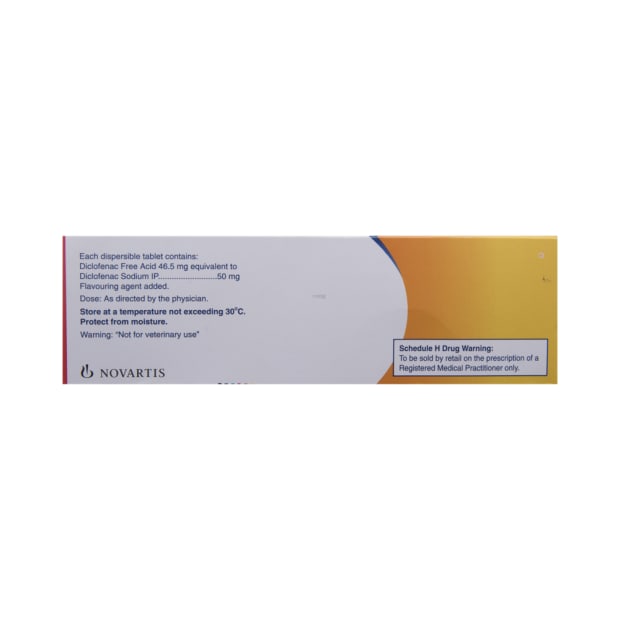 Each dispersible tablet contains:
Diclofenac Free Acid 46.5 mg equivalent to
Diclofenac Sodium IP............................50 mg
Flavouring agent added.
Dose: As directed by the physician.
Store at a temperature not exceeding 30°C.
Protect from moisture.
Warning: “Not for veterinary use”
NOVARTIS
Schedule H Drug Warning:
To be sold by retail on the prescription of a
Registered Medical Practitioner only.